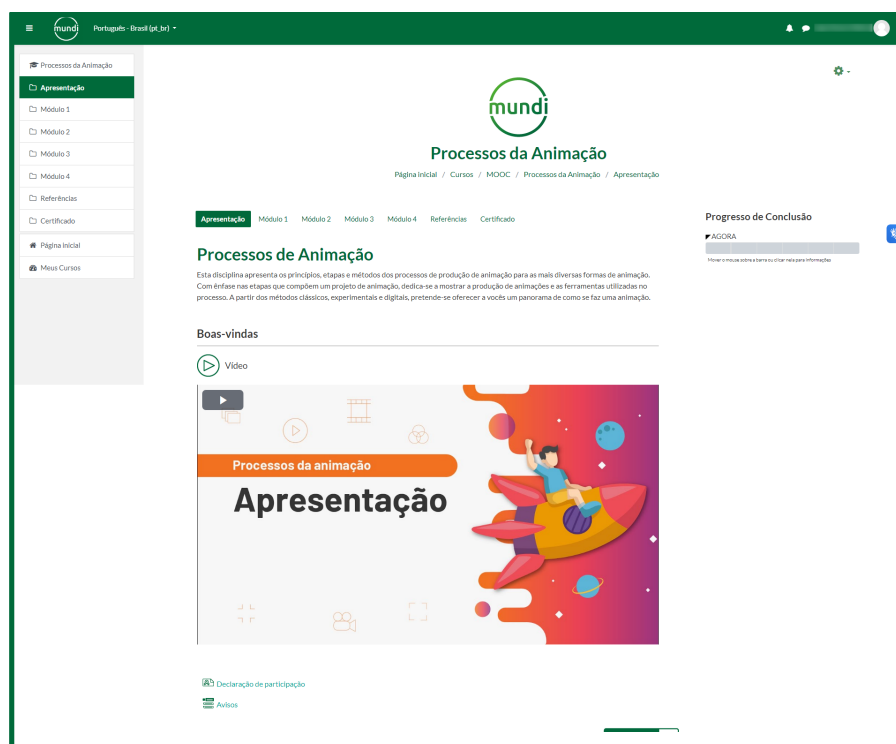 mundi
Português - Brasil (pt_br)
Processos da Animação
Apresentação
Módulo 1
Módulo 2
Módulo 3
Módulo 4
Referências
Certificado
Página inicial
Meus Cursos
mundi
Processos da Animação
Página inicial / Cursos / MOOC / Processos da Animação / Apresentação
Apresentação Módulo 1 Módulo 2 Módulo 3 Módulo 4 Referências Certificado
Processos de Animação
Esta disciplina apresenta os princípios, etapas e métodos dos processos de produção de animação para as mais diversas formas de animação.
Com ênfase nas etapas que compõem um projeto de animação, dedica-se a mostrar a produção de animações e as ferramentas utilizadas no
processo. A partir dos métodos clássicos, experimentais e digitais, pretende-se oferecer a vocês um panorama de como se faz uma animação.
Boas-vindas
Vídeo
Processos da animação
Apresentação
Declaração de participação
Avisos
Progresso de Conclusão
AGORA
Mover o mouse sobre a barra ou clicar nela para informações